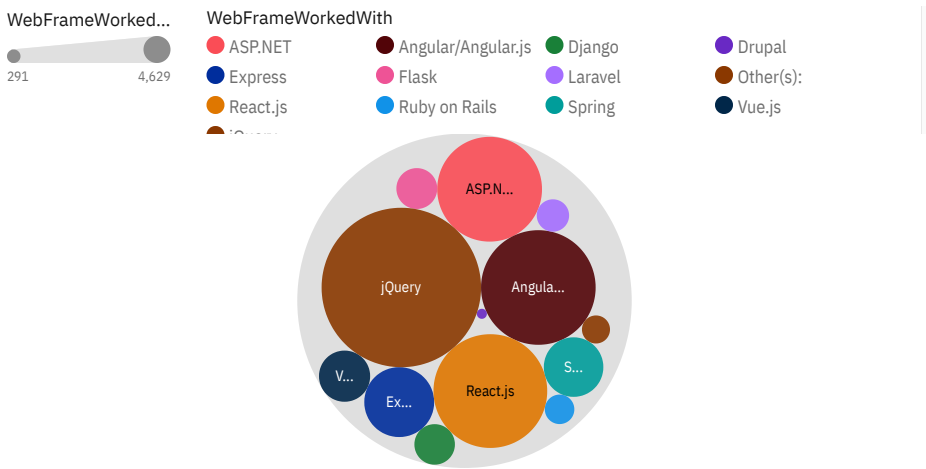 WebFrameWorked...
291
4,629
WebFrameWorkedWith
ASP.NET
Angular/Angular.js
Django
Drupal
Express
Flask
Laravel
Other(s):
React.js
Ruby on Rails
Spring
Vue.js
jQuery
ASP.N...
jQuery
Angula...
S...
V...
Ex...
React.js